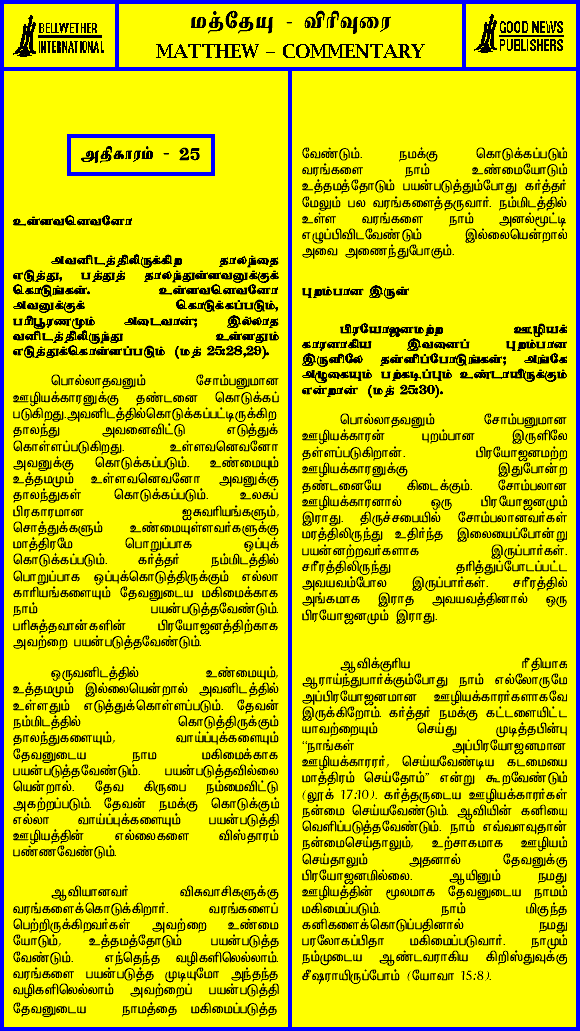 BELLWETHER
INTERNATIONAL
மத்தேயு - விரிவுரை
MATTHEW – COMMENTARY
GOOD NEWS
PUBLISHERS
அதிகாரம் - 25
உள்ளவனெவனோ
அவனிடத்திலிருக்கிற தாலந்தை
எடுத்து, பத்துத் தாலந்துள்ளவனுக்குக்
கொடுங்கள். உள்ளவனெவனோ
அவனுக்குக் கொடுக்கப்படும்,
பரிபூரணமும் அடைவான்; இல்லாத
வனிடத்திலிருந்து உள்ளதும்
எடுத்துக்கொள்ளப்படும் (மத் 25:28,29).
பொல்லாதவனும் சோம்பனுமான
ஊழியக்காரனுக்கு தண்டனை கொடுக்கப்
படுகிறது.அவனிடத்தில்கொடுக்கப்பட்டிருக்கிற
தாலந்து அவனைவிட்டு எடுத்துக்
கொள்ளப்படுகிறது. உள்ளவனெவனோ
அவனுக்கு கொடுக்கப்படும். உண்மையும்
உத்தமமும் உள்ளவனெவனோ அவனுக்கு
தாலந்துகள் கொடுக்கப்படும். உலகப்
பிரகாரமான ஐசுவரியங்களும்,
சொத்துக்களும் உண்மையுள்ளவர்களுக்கு
மாத்திரமே பொறுப்பாக ஒப்புக்
கொடுக்கப்படும். கர்த்தர் நம்மிடத்தில்
பொறுப்பாக ஒப்புக்கொடுத்திருக்கும் எல்லா
காரியங்களையும் தேவனுடைய மகிமைக்காக
நாம் பயன்படுத்தவேண்டும்.
பரிசுத்தவான்களின் பிரயோஜனத்திற்காக
அவற்றை பயன்படுத்தவேண்டும்.
ஒருவனிடத்தில் உண்மையும்,
உத்தமமும் இல்லையென்றால் அவனிடத்தில்
உள்ளதும் எடுத்துக்கொள்ளப்படும். தேவன்
நம்மிடத்தில் கொடுத்திருக்கும்
தாலந்துகளையும், வாய்ப்புக்களையும்
தேவனுடைய நாம மகிமைக்காக
பயன்படுத்தவேண்டும். பயன்படுத்தவில்லை
யென்றால். தேவ கிருபை நம்மைவிட்டு
அகற்றப்படும். தேவன் நமக்கு கொடுக்கும்
எல்லா வாய்ப்புக்களையும் பயன்படுத்தி
ஊழியத்தின் எல்லைகளை விஸ்தாரம்
பண்ணவேண்டும்.
ஆவியானவர் விசுவாசிகளுக்கு
வரங்களைக்கொடுக்கிறார். வரங்களைப்
பெற்றிருக்கிறவர்கள் அவற்றை உண்மை
யோடும், உத்தமத்தோடும் பயன்படுத்த
வேண்டும். எந்தெந்த வழிகளிலெல்லாம்.
வரங்களை பயன்படுத்த முடியுமோ அந்தந்த
வழிகளிலெல்லாம் அவற்றைப் பயன்படுத்தி
தேவனுடைய நாமத்தை மகிமைப்படுத்த
வேண்டும். நமக்கு கொடுக்கப்படும்
வரங்களை நாம் உண்மையோடும்
உத்தமத்தோடும் பயன்படுத்தும்போது கர்த்தர்
மேலும் பல வரங்களைத்தருவார். நம்மிடத்தில்
உள்ள வரங்களை நாம் அனல்மூட்டி
எழுப்பிவிடவேண்டும் இல்லையென்றால்
அவை அணைந்துபோகும்.
புறம்பான இருள்
பிரயோஜனமற்ற ஊழியக்
காரனாகிய இவனைப் புறம்பான
இருளிலே தள்ளிப்போடுங்கள்; அங்கே
அழுகையும் பற்கடிப்பும் உண்டாயிருக்கும்
என்றான் (மத் 25:30).
பொல்லாதவனும் சோம்பனுமான
ஊழியக்காரன் புறம்பான இருளிலே
தள்ளப்படுகிறான். பிரயோஜனமற்ற
ஊழியக்காரனுக்கு இதுபோன்ற
தண்டனையே கிடைக்கும். சோம்பலான
ஊழியக்காரனால் ஒரு பிரயோஜனமும்
இராது. திருச்சபையில் சோம்பலானவர்கள்
மரத்திலிருந்து உதிர்ந்த இலையைப்போன்று
பயன்னற்றவர்களாக இருப்பார்கள்.
சரீரத்திலிருந்து தரித்துப்போடப்பட்ட
அவயவம்போல இருப்பார்கள். சரீரத்தில்
அங்கமாக இராத அவயவத்தினால் ஒரு
பிரயோஜனமும் இராது.
ஆவிக்குரிய ரீதியாக
ஆராய்ந்துபார்க்கும்போது நாம் எல்லோருமே
அப்பிரயோஜனமான ஊழியக்காரர்களாகவே
இருக்கிறோம். கர்த்தர் நமக்கு கட்டளையிட்ட
யாவற்றையும் செய்து முடித்தபின்பு
“நாங்கள் அப்பிரயோஜனமான
ஊழியக்காரரர், செய்யவேண்டிய கடமையை
மாத்திரம் செய்தோம்” என்று கூறவேண்டும்
(லூக் 17:10). கர்த்தருடைய ஊழியக்காரர்கள்
நன்மை செய்யவேண்டும். ஆவியின் கனியை
வெளிப்படுத்தவேண்டும். நாம் எவ்வளவுதான்
நன்மைசெய்தாலும், உற்சாகமாக ஊழியம்
செய்தாலும் அதனால் தேவனுக்கு
பிரயோஜனமில்லை. ஆயினும் நமது
ஊழியத்தின் மூலமாக தேவனுடைய நாமம்
மகிமைப்படும். நாம் மிகுந்த
கனிகளைக்கொடுப்பதினால் நமது
பரலோகப்பிதா மகிமைப்படுவார். நாமும்
நம்முடைய ஆண்டவராகிய கிறிஸ்துவுக்கு
சீஷராயிருப்போம் (யோவா 15:8).